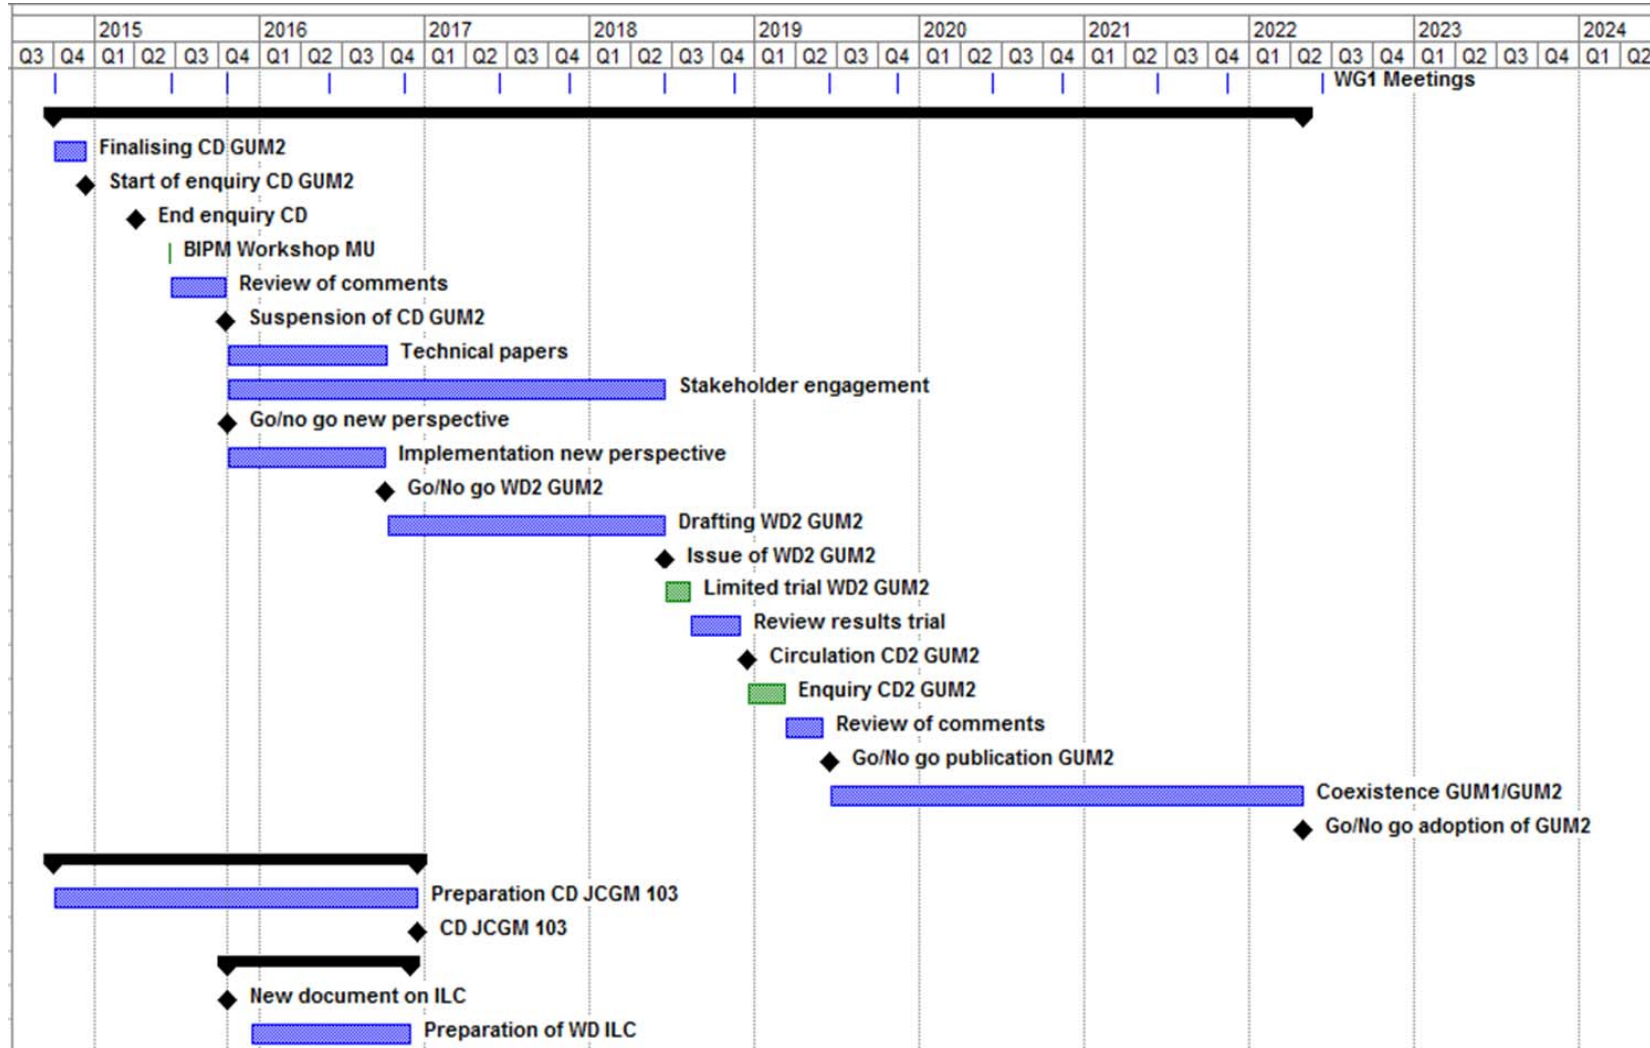 2015 2016 2017 2018 2019 2020 2021 2022 2023 2024
Q3 Q4 Q1 Q2 Q3 Q4 Q1 Q2 Q3 Q4 Q1 Q2 Q3 Q4 Q1 Q2 Q3 Q4 Q1 Q2 Q3 Q4 Q1 Q2 Q3 Q4 Q1 Q2 Q3 Q4 Q1 Q2 Q3 Q4 Q1 Q2 Q3 Q4 Q1 Q2
WG1 Meetings
Finalising CD GUM2
Start of enquiry CD GUM2
End enquiry CD
BIPM Workshop MU
Review of comments
Suspension of CD GUM2
Technical papers
Stakeholder engagement
Go/no go new perspective
Implementation new perspective
Go/No go WD2 GUM2
Drafting WD2 GUM2
Issue of WD2 GUM2
Limited trial WD2 GUM2
Review results trial
Circulation CD2 GUM2
Enquiry CD2 GUM2
Review of comments
Go/No go publication GUM2
Coexistence GUM1/GUM2
Go/No go adoption of GUM2
Preparation CD JCGM 103
CD JCGM 103
New document on ILC
Preparation of WD ILC